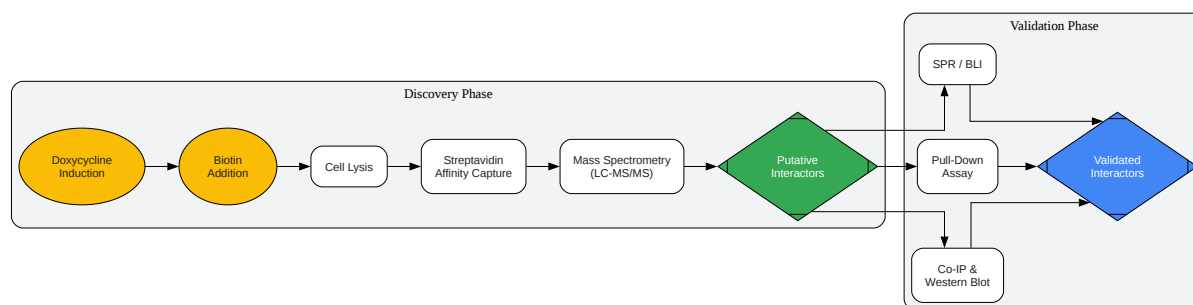 Validation Phase
SPR / BLI
Discovery Phase
Doxycycline
Induction
Biotin
Addition
Cell Lysis
Streptavidin
Affinity Capture
Mass Spectrometry
(LC-MS/MS)
Putative
Interactors
Pull-Down
Assay
Validated
Interactors
Co-IP &
Western Blot